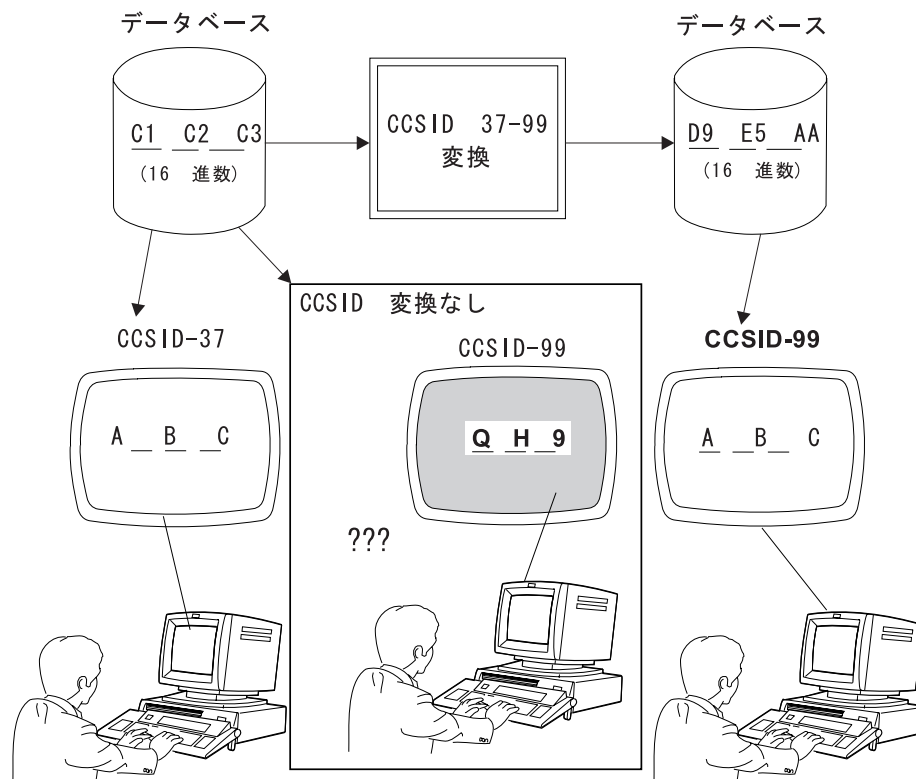 データベース
C1 C2 C3
(16 進数)
CCSID 37-99
変換
データベース
D9 E5 AA
(16 進数)
CCSID-37
A B C
CCSID 変換なし
CCSID-99
Q H 9
???
CCSID-99
A B C